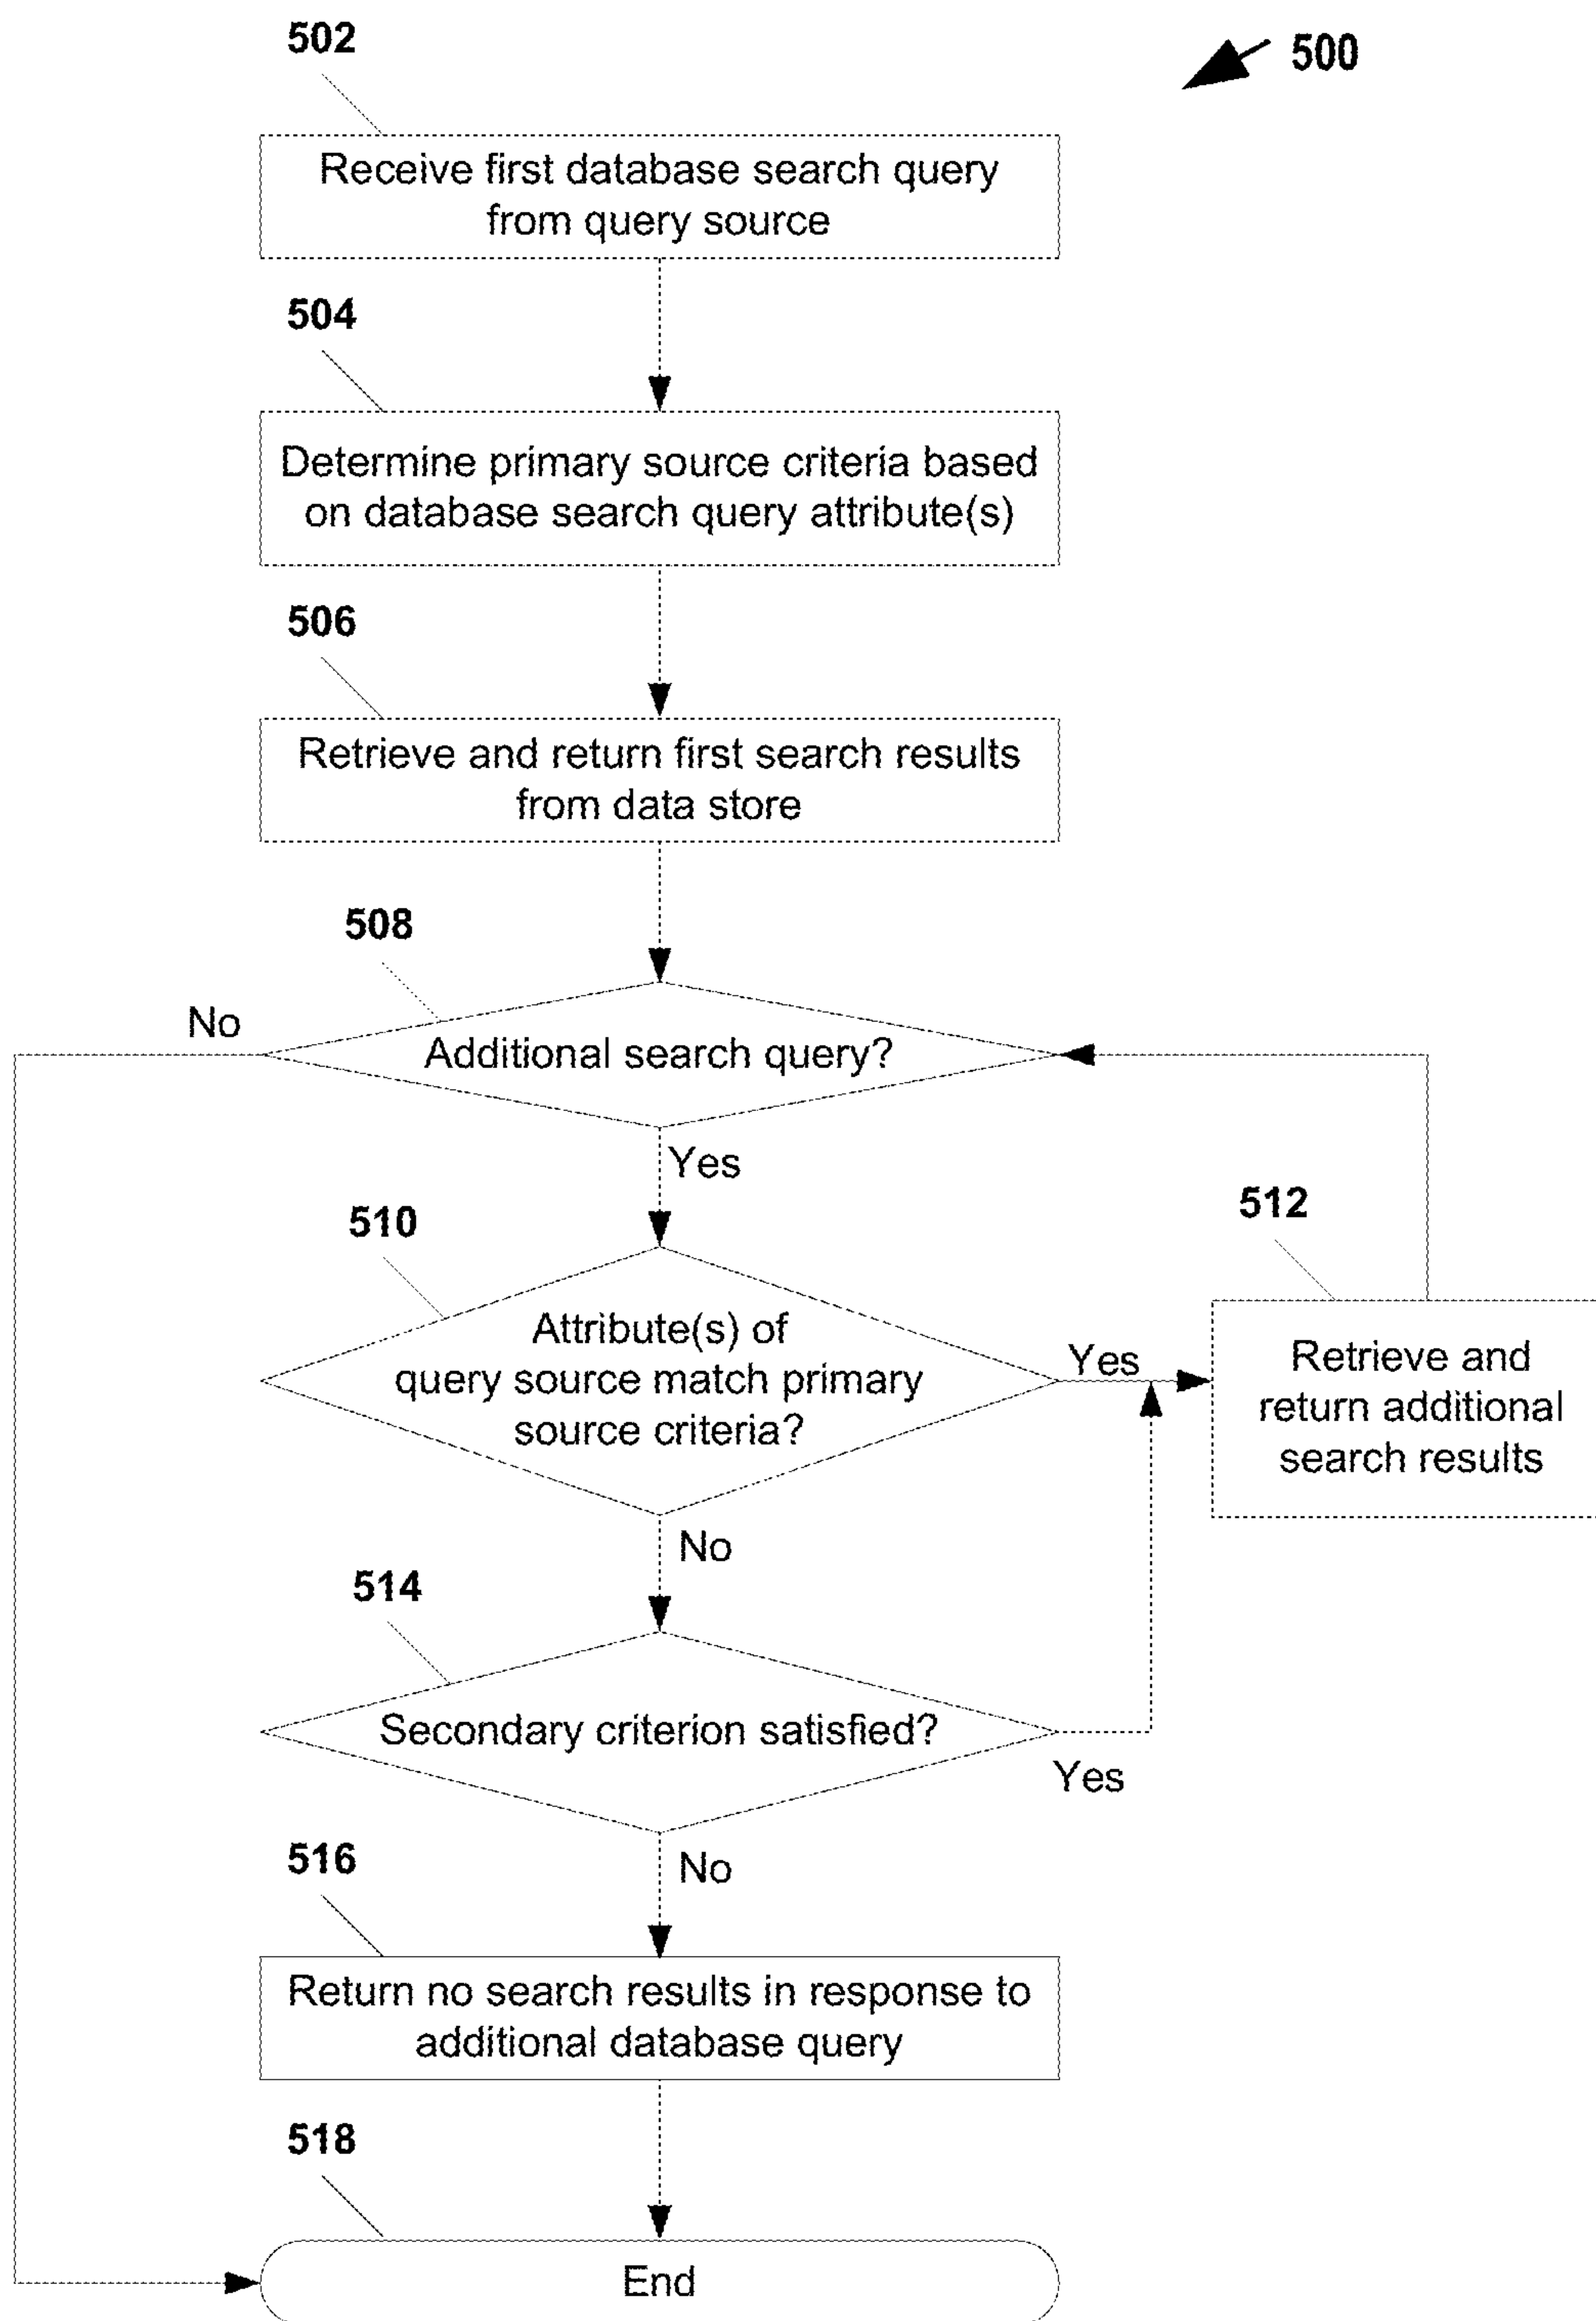 502
500
Receive first database search query
from query source
504
Determine primary source criteria based
on database search query attribute(s)
506
Retrieve and return first search results
from data store
508
No
Additional search query?
Yes
510
512
Attribute(s) of
query source match primary
source criteria?
Yes
Retrieve and
return additional
search results
No
514
Secondary criterion satisfied?
Yes
516
No
Return no search results in response to
additional database query
518
End